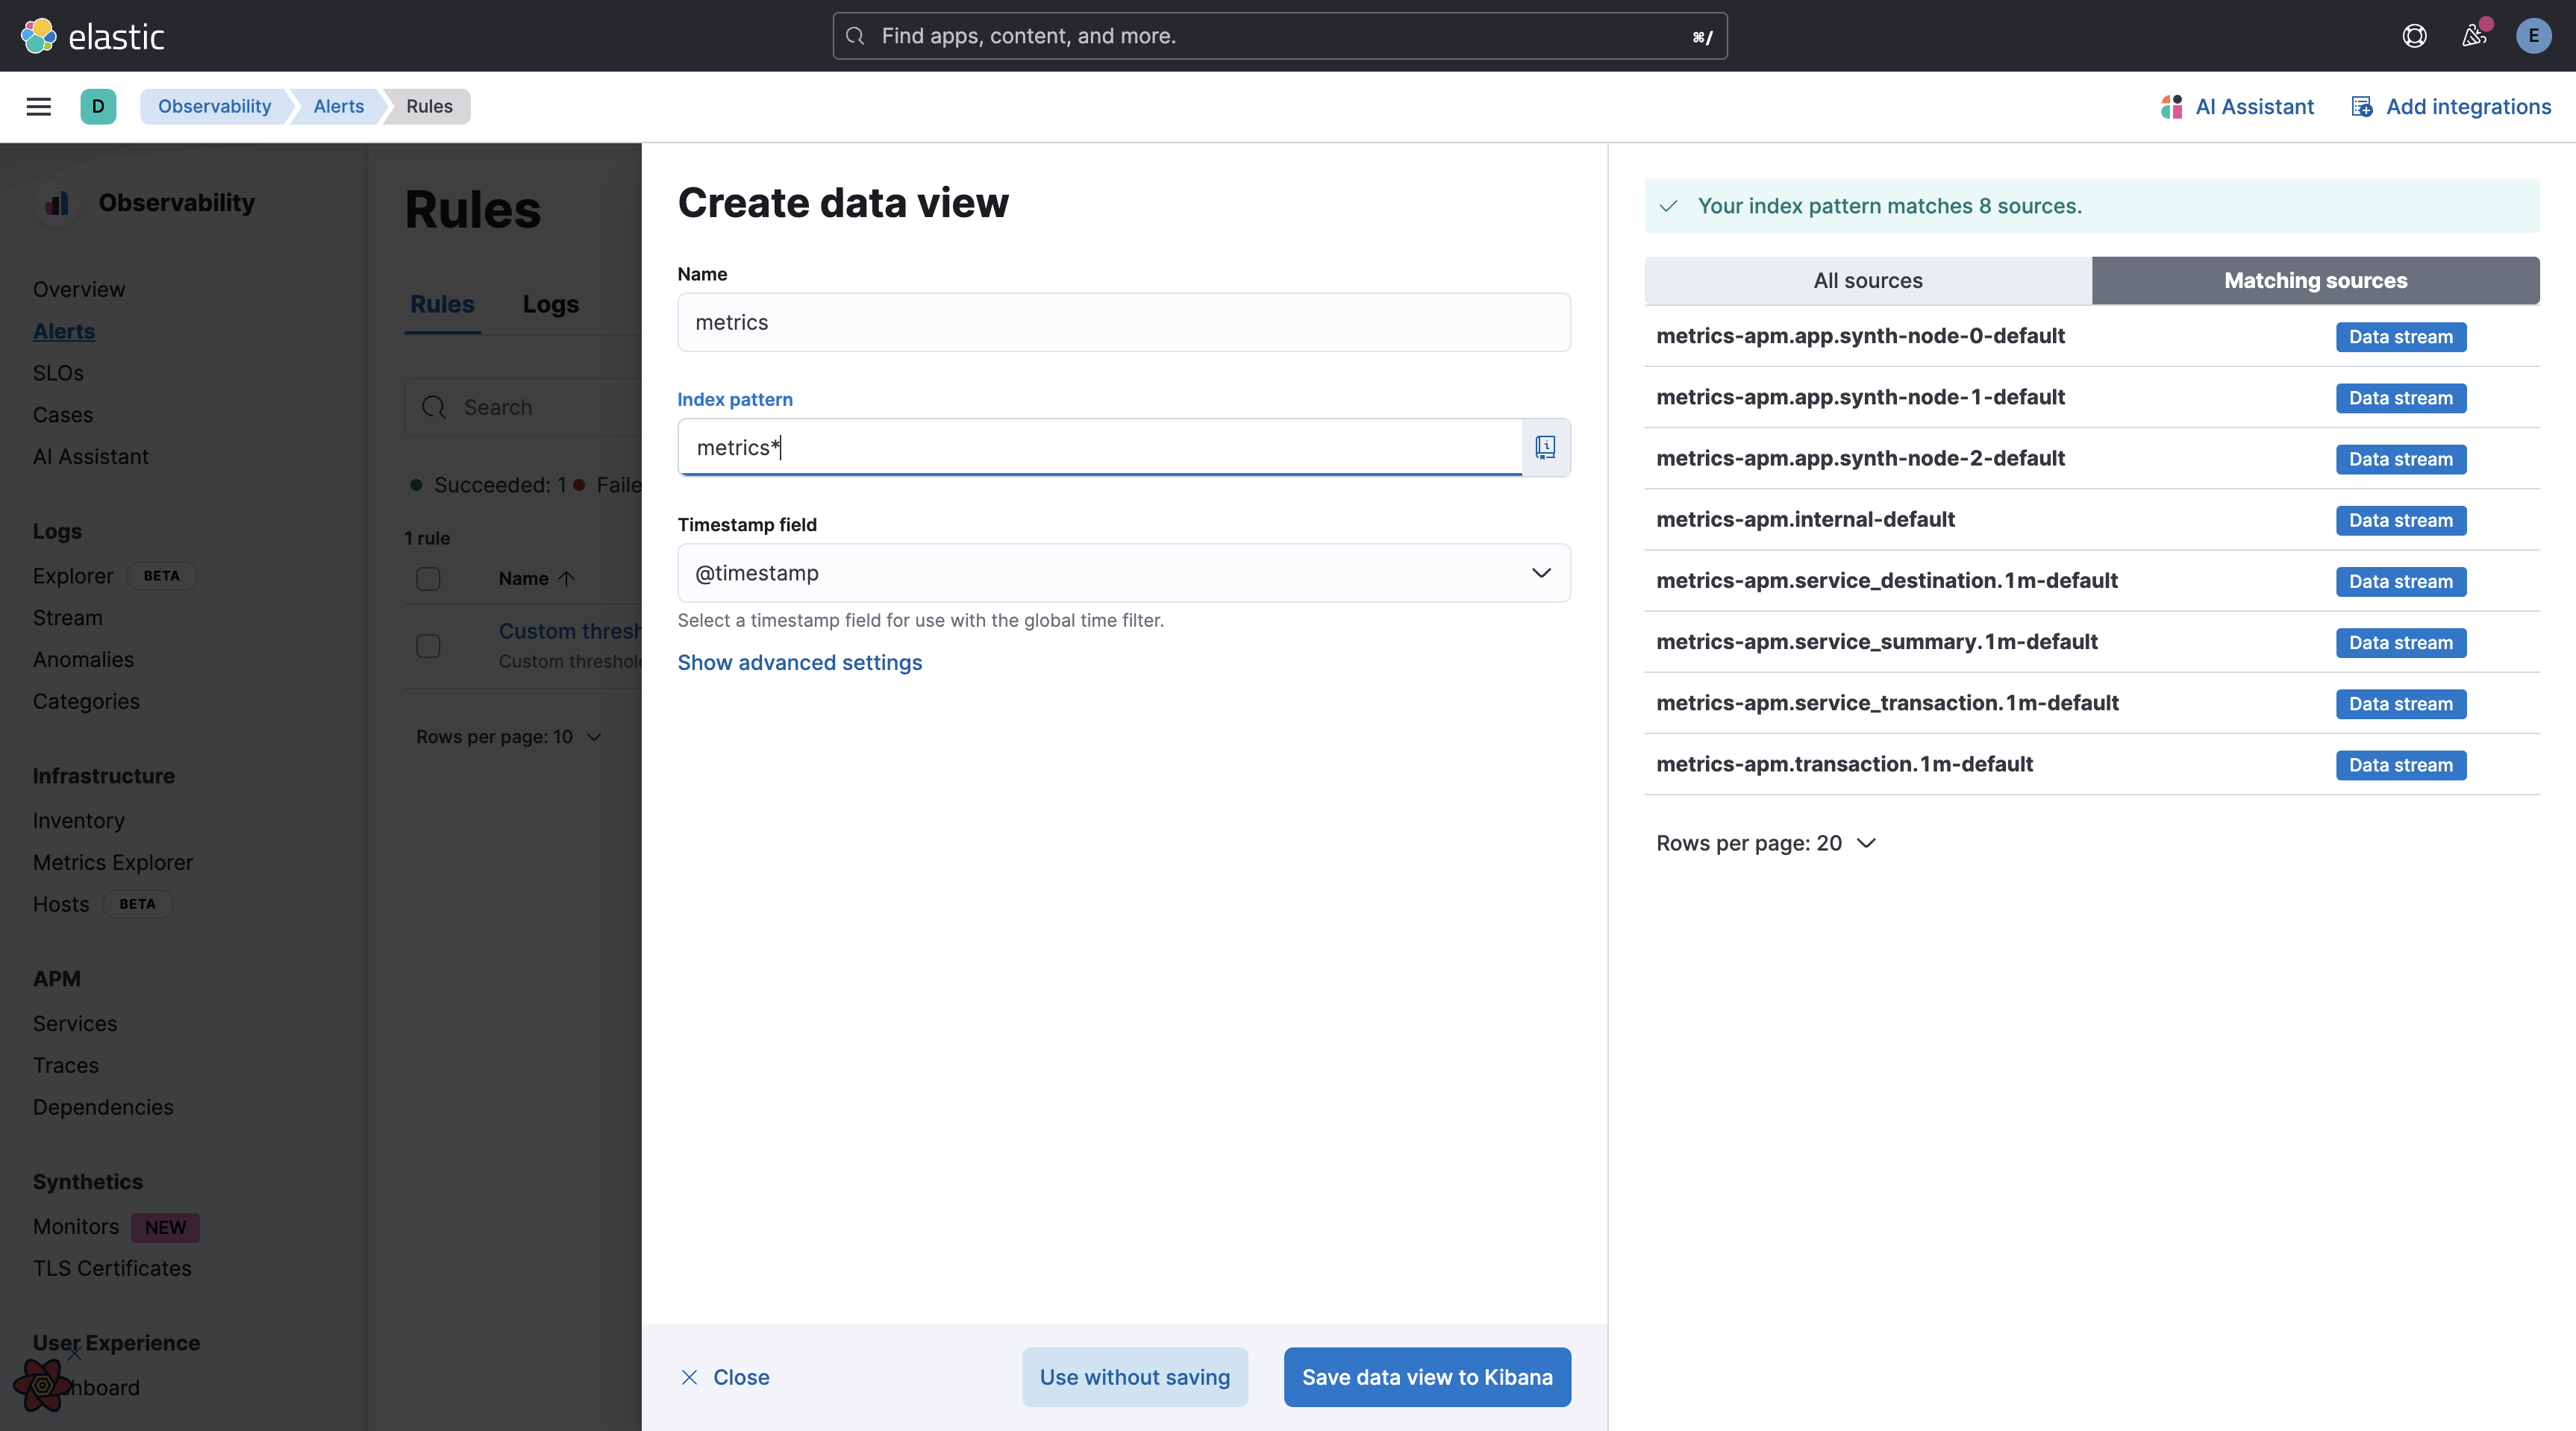 elastic
Find apps, content, and more.
⌘/
E
D
Observability
Alerts
Rules
AI Assistant
Add integrations
Observability
Overview
Alerts
SLOs
Cases
AI Assistant
Logs
Explorer BETA
Stream
Anomalies
Categories
Infrastructure
Inventory
Metrics Explorer
Hosts BETA
APM
Services
Traces
Dependencies
Synthetics
Monitors NEW
TLS Certificates
User Experience
hboard
Rules
Rules Logs
Search
Succeeded: 1 Faile
1 rule
Name
Custom thresh
Custom threshold
Rows per page: 10
Create data view
Name
metrics
Index pattern
metrics*
Timestamp field
@timestamp
Select a timestamp field for use with the global time filter.
Show advanced settings
Close
Use without saving
Save data view to Kibana
Your index pattern matches 8 sources.
All sources
Matching sources
metrics-apm.app.synth-node-0-default Data stream
metrics-apm.app.synth-node-1-default Data stream
metrics-apm.app.synth-node-2-default Data stream
metrics-apm.internal-default Data stream
metrics-apm.service_destination.1m-default Data stream
metrics-apm.service_summary.1m-default Data stream
metrics-apm.service_transaction.1m-default Data stream
metrics-apm.transaction.1m-default Data stream
Rows per page: 20